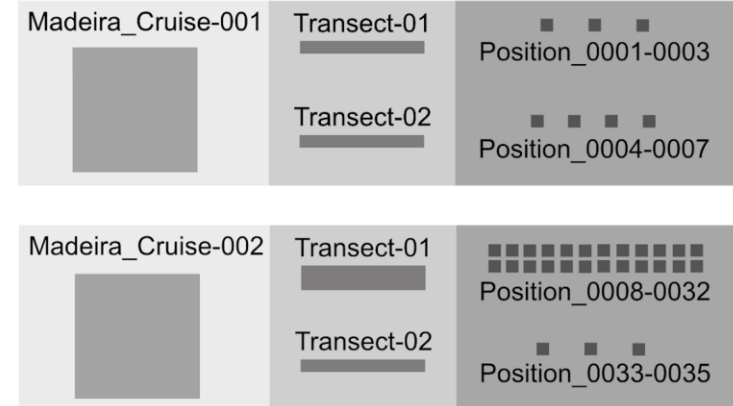 Madeira_Cruise-001
Transect-01
Position_0001-0003
Transect-02
Position_0004-0007
Madeira_Cruise-002
Transect-01
Position_0008-0032
Transect-02
Position_0033-0035